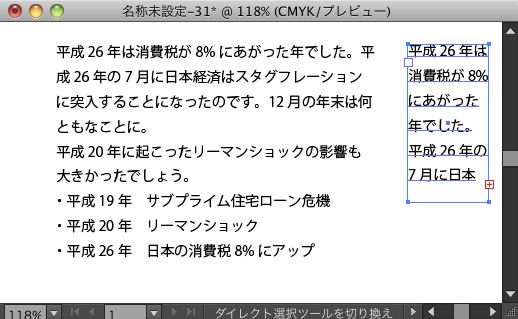 名称未設定-31* @ 118% (CMYK/プレビュー)
平成 26 年は消費税が 8% にあがった年でした。平
成 26 年の 7 月に日本経済はスタグフレーション
に突入することになったのです。12 月の年末は何
ともなことに。
平成 20 年に起こったリーマンショックの影響も
大きかったでしょう。
・平成 19 年　サブプライム住宅ローン危機
・平成 20 年　リーマンショック
・平成 26 年　日本の消費税 8% にアップ
平成 26 年は
消費税が 8%
にあがった
年でした。
平成 26 年の
7 月に日本
118%
1
ダイレクト選択ツールを切り換え